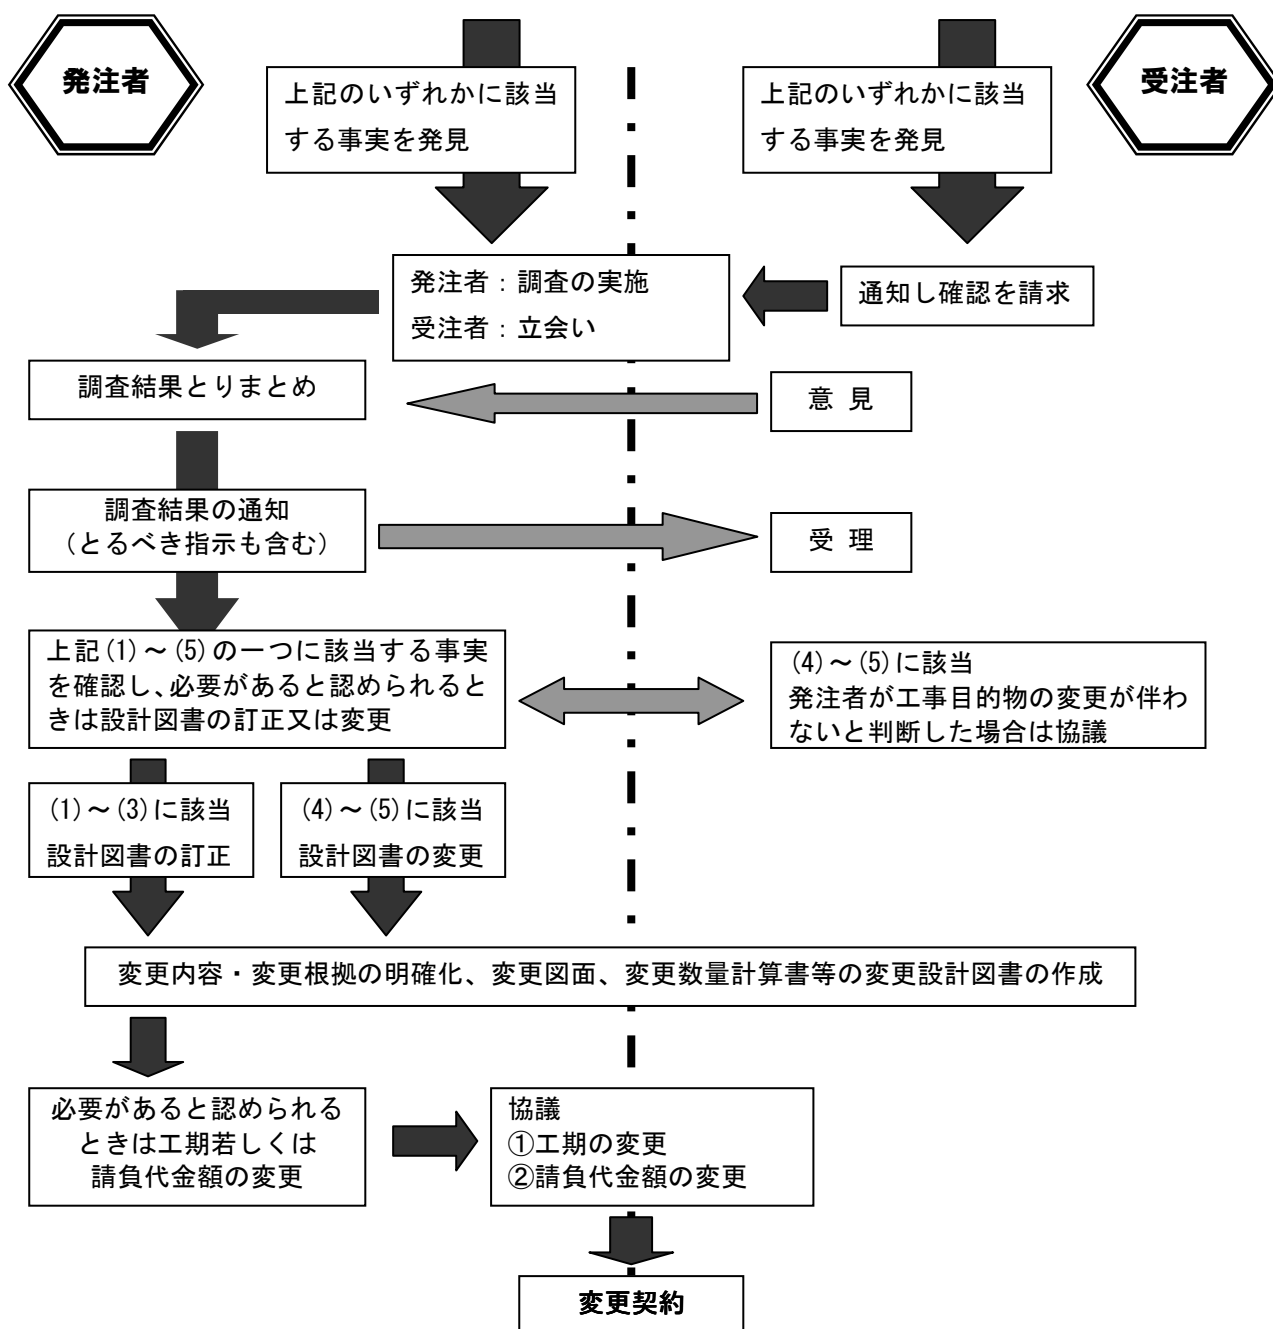 発注者
受注者
上記のいずれかに該当
する事実を発見
上記のいずれかに該当
する事実を発見
発注者：調査の実施
受注者：立会い
通知し確認を請求
調査結果とりまとめ
意 見
調査結果の通知
（とるべき指示も含む）
受 理
上記(1)～(5)の一つに該当する事実
を確認し、必要があると認められると
きは設計図書の訂正又は変更
(4)～(5)に該当
発注者が工事目的物の変更が伴わ
ないと判断した場合は協議
(1)～(3)に該当
設計図書の訂正
(4)～(5)に該当
設計図書の変更
変更内容・変更根拠の明確化、変更図面、変更数量計算書等の変更設計図書の作成
必要があると認められる
ときは工期若しくは
請負代金額の変更
協議
①工期の変更
②請負代金額の変更
変更契約